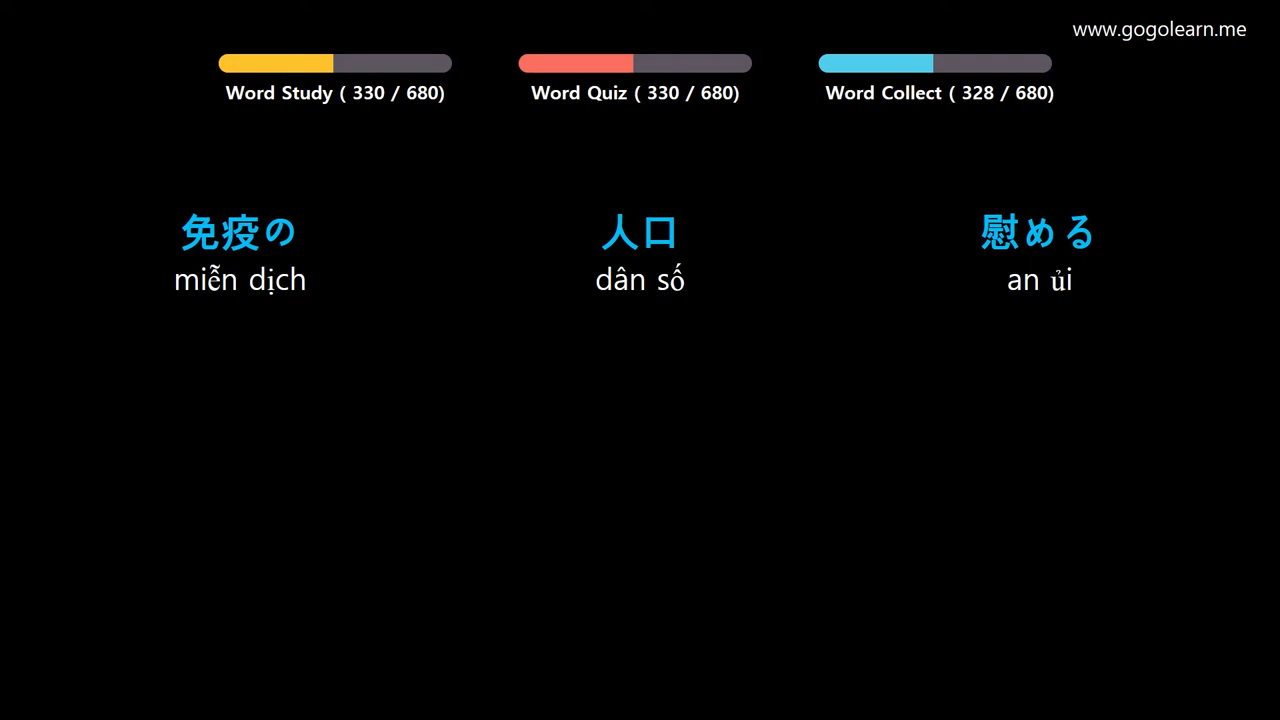 www.gogolearn.me
Word Study ( 330 / 680)
Word Quiz ( 330 / 680)
Word Collect ( 328 / 680)
免疫の
miễn dịch
人口
dân số
慰める
an ủi